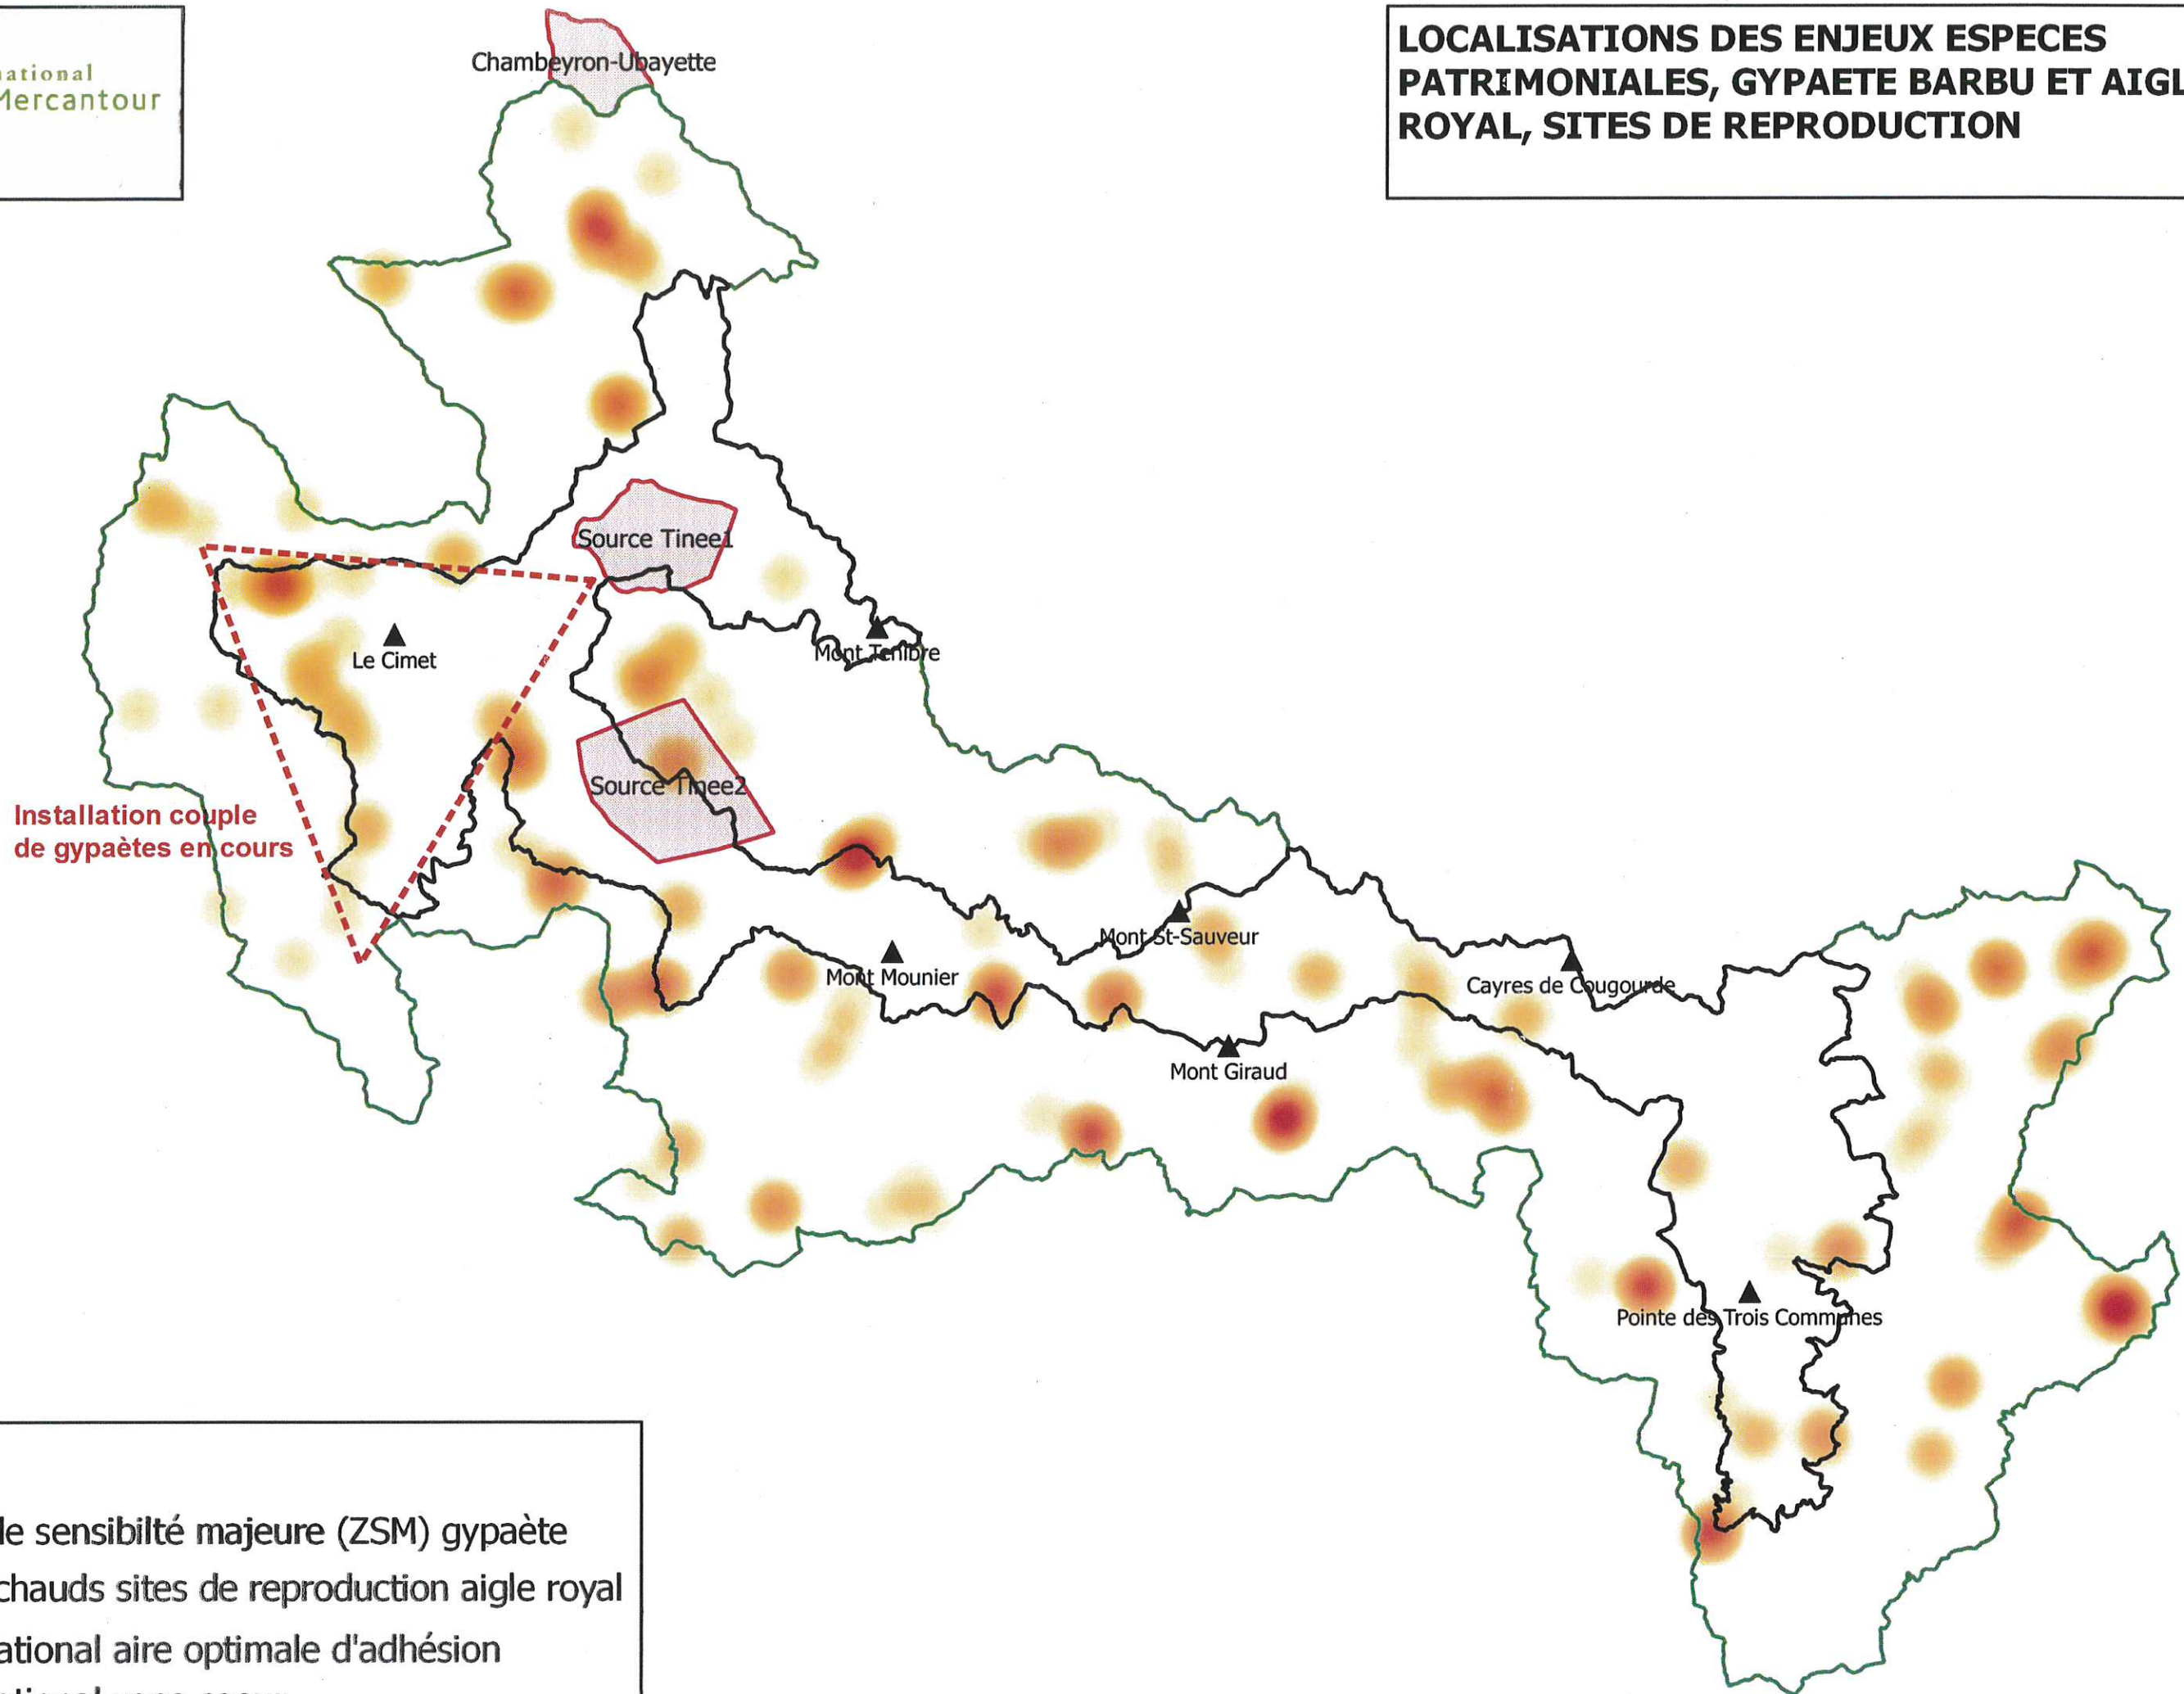 ational
Mercantour
LOCALISATIONS DES ENJEUX ESPECES
PATRIMONIALES, GYPAETE BARBU ET AIGL
ROYAL, SITES DE REPRODUCTION
Chambeyron-Ubayette
Source Tinee1
Le Cimet
Mont Tenibre
Source Tinee2
Installation couple
de gypaètes en cours
Mont St-Sauveur
Mont Mounier
Cayres de Cougourde
Mont Giraud
Pointe des Trois Communes
de sensibilté majeure (ZSM) gypaète
chauds sites de reproduction aigle royal
ational aire optimale d'adhésion